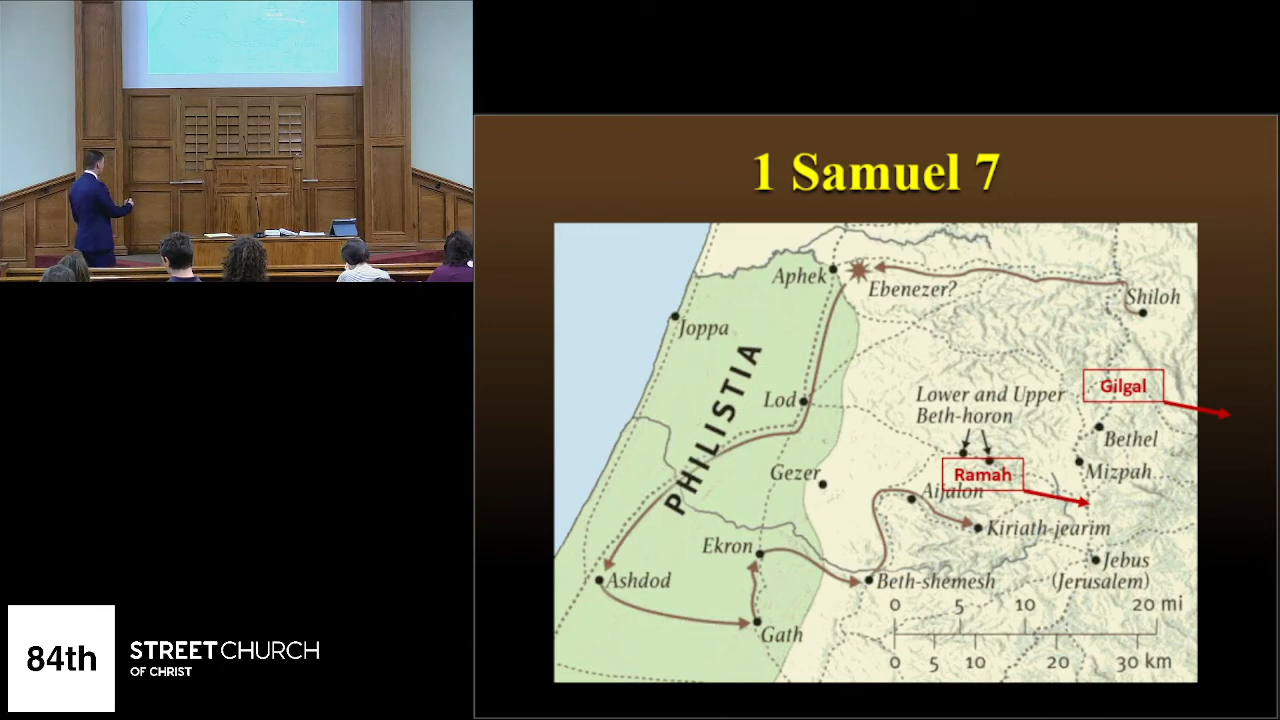 1 Samuel 7
Aphek
Ebenezer?
Shiloh
Joppa
PHILISTIA
Lod
Lower and Upper
Beth-horon
Gilgal
Bethel
Mizpah
Gezer
Ramah
Aijalon
Kiriath-jearim
Ekron
Jebus
(Jerusalem)
Ashdod
Beth-shemesh
Gath
0 5 10 20 mi
0 5 10 20 30 km
84th
STREET CHURCH
OF CHRIST